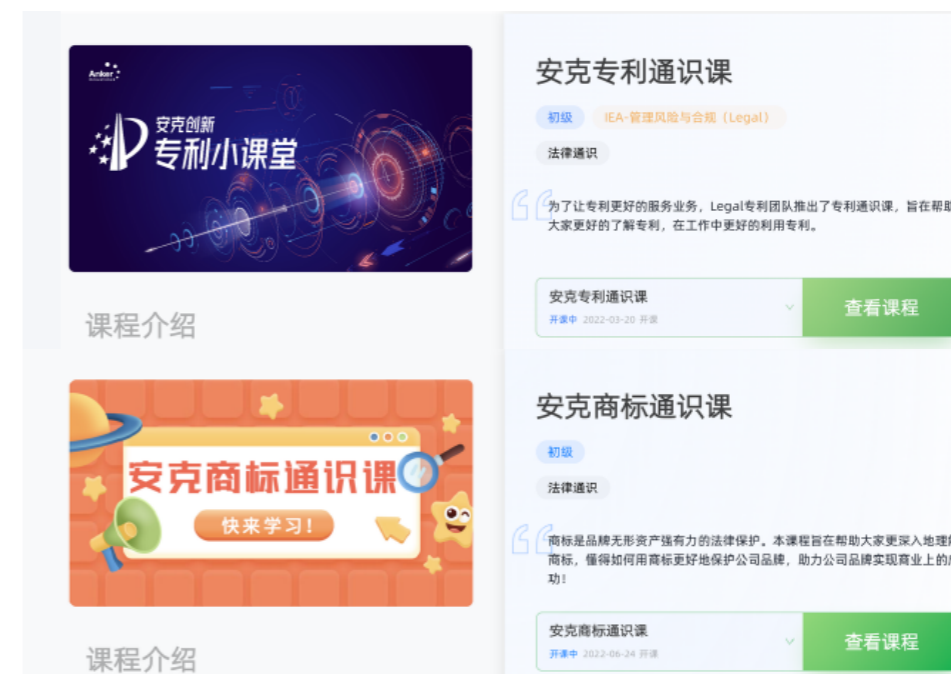 Anker
安克创新
专利小课堂
课程介绍
安克专利通识课
初级 IEA-管理风险与合规（Legal）
法律通识
为了让专利更好的服务业务，Legal专利团队推出了专利通识课，旨在帮助
大家更好的了解专利，在工作中更好的利用专利。
安克专利通识课
开课中 2022-03-20 开课
查看课程
安克商标通识课
快来学习!
课程介绍
安克商标通识课
初级
法律通识
商标是品牌无形资产强有力的法律保护。本课程旨在帮助大家更深入地理
商标，懂得如何用商标更好地保护公司品牌，助力公司品牌实现商业上的
功!
安克商标通识课
开课中 2022-06-24 开课
查看课程